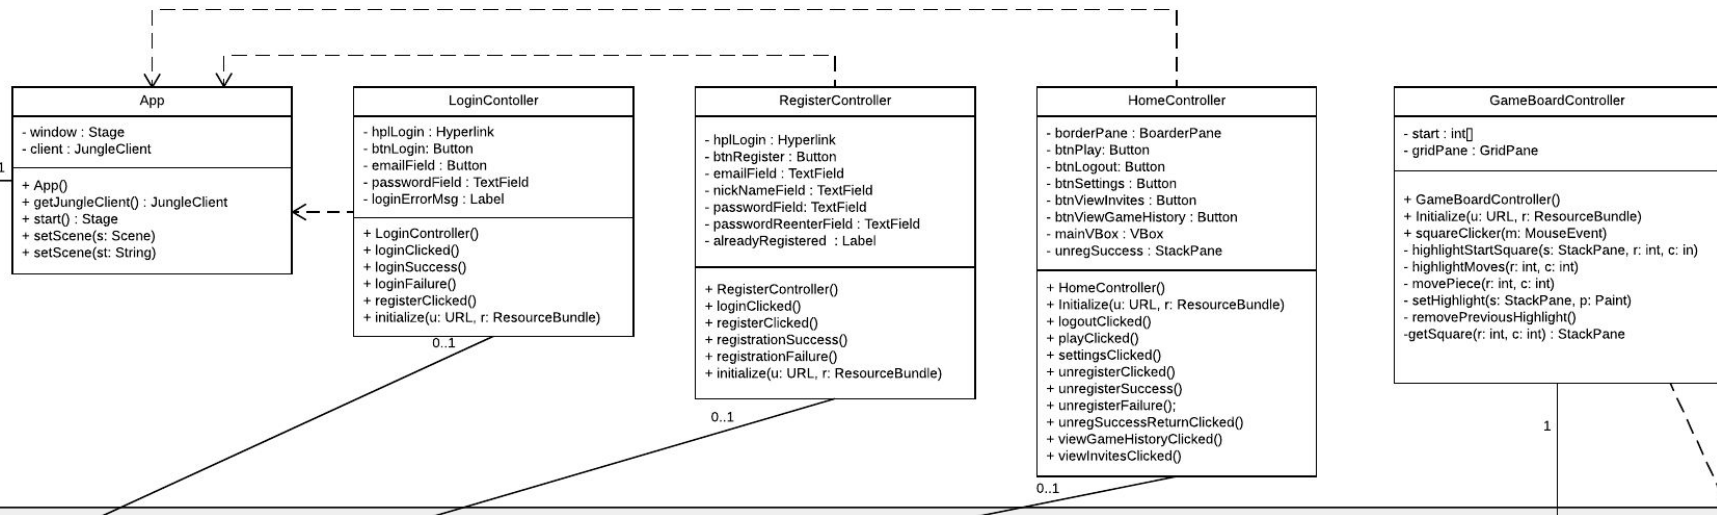 App
- window : Stage
- client : JungleClient
+ App()
+ getJungleClient() : JungleClient
+ start() : Stage
+ setScene(s: Scene)
+ setScene(st: String)
1
LoginContoller
- hplLogin : Hyperlink
- btnLogin: Button
- emailField : Button
- passwordField : TextField
- loginErrorMsg : Label
+ LoginController()
+ loginClicked()
+ loginSuccess()
+ loginFailure()
+ registerClicked()
+ initialize(u: URL, r: ResourceBundle)
0..1
RegisterController
- hplLogin : Hyperlink
- btnRegister : Button
- emailField : TextField
- nickNameField : TextField
- passwordField: TextField
- passwordReenterField : TextField
- alreadyRegistered : Label
+ RegisterController()
+ loginClicked()
+ registerClicked()
+ registrationSuccess()
+ registrationFailure()
+ initialize(u: URL, r: ResourceBundle)
0..1
HomeController
- borderPane : BoarderPane
- btnPlay: Button
- btnLogout : Button
- btnSettings : Button
- btnViewInvites : Button
- btnViewGameHistory : Button
- mainVBox : VBox
- unregSuccess : StackPane
+ HomeController()
+ Initialize(u: URL, r: ResourceBundle)
+ logoutClicked()
+ playClicked()
+ settingsClicked()
+ unregisterClicked()
+ unregisterSuccess()
+ unregisterFailure();
+ unregSuccessReturnClicked()
+ viewGameHistoryClicked()
+ viewInvitesClicked()
0..1
GameBoardController
- start : int[]
- gridPane : GridPane
+ GameBoardController()
+ Initialize(u: URL, r: ResourceBundle)
+ squareClicker(m: MouseEvent)
- highlightStartSquare(s: StackPane, r: int, c: in)
- highlightMoves(r: int, c: int)
- movePiece(r: int, c: int)
- setHighlight(s: StackPane, p: Paint)
- removePreviousHighlight()
-getSquare(r: int, c: int) : StackPane
1